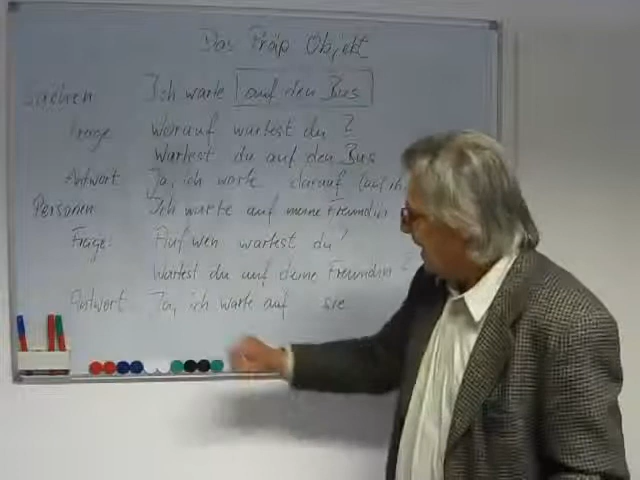 Das Präp Objekt
Sachen Ich warte auf den Bus
Frage Worauf wartest du?
Wartest du auf den Bus
Antwort Ja, ich warte darauf (auf ih
Personen Ich warte auf meine Freundin
Frage: Auf wen wartest du?
Wartest du auf deine Freundin?
Antwort Ja, ich warte auf sie